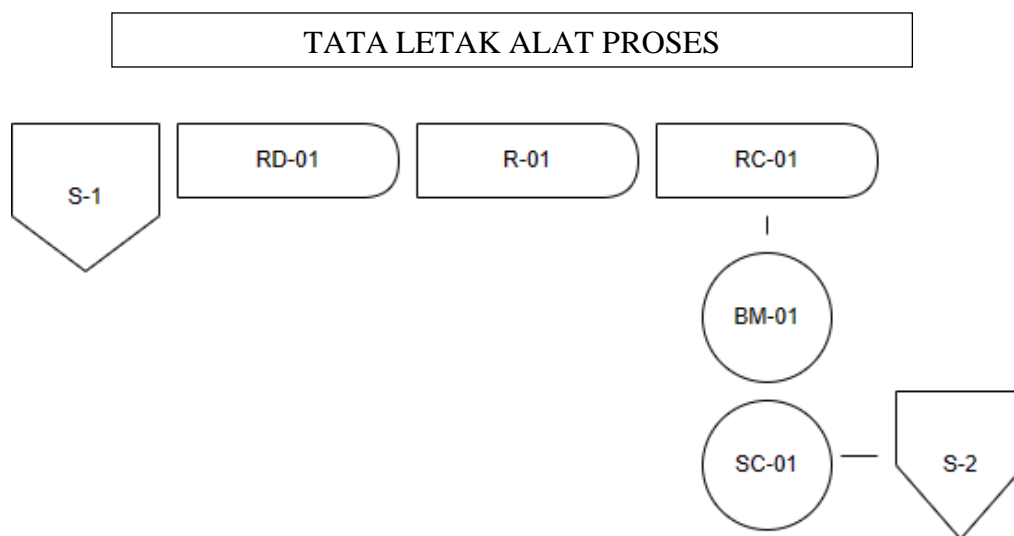 TATA LETAK ALAT PROSES
S-1
RD-01
R-01
RC-01
BM-01
SC-01
S-2